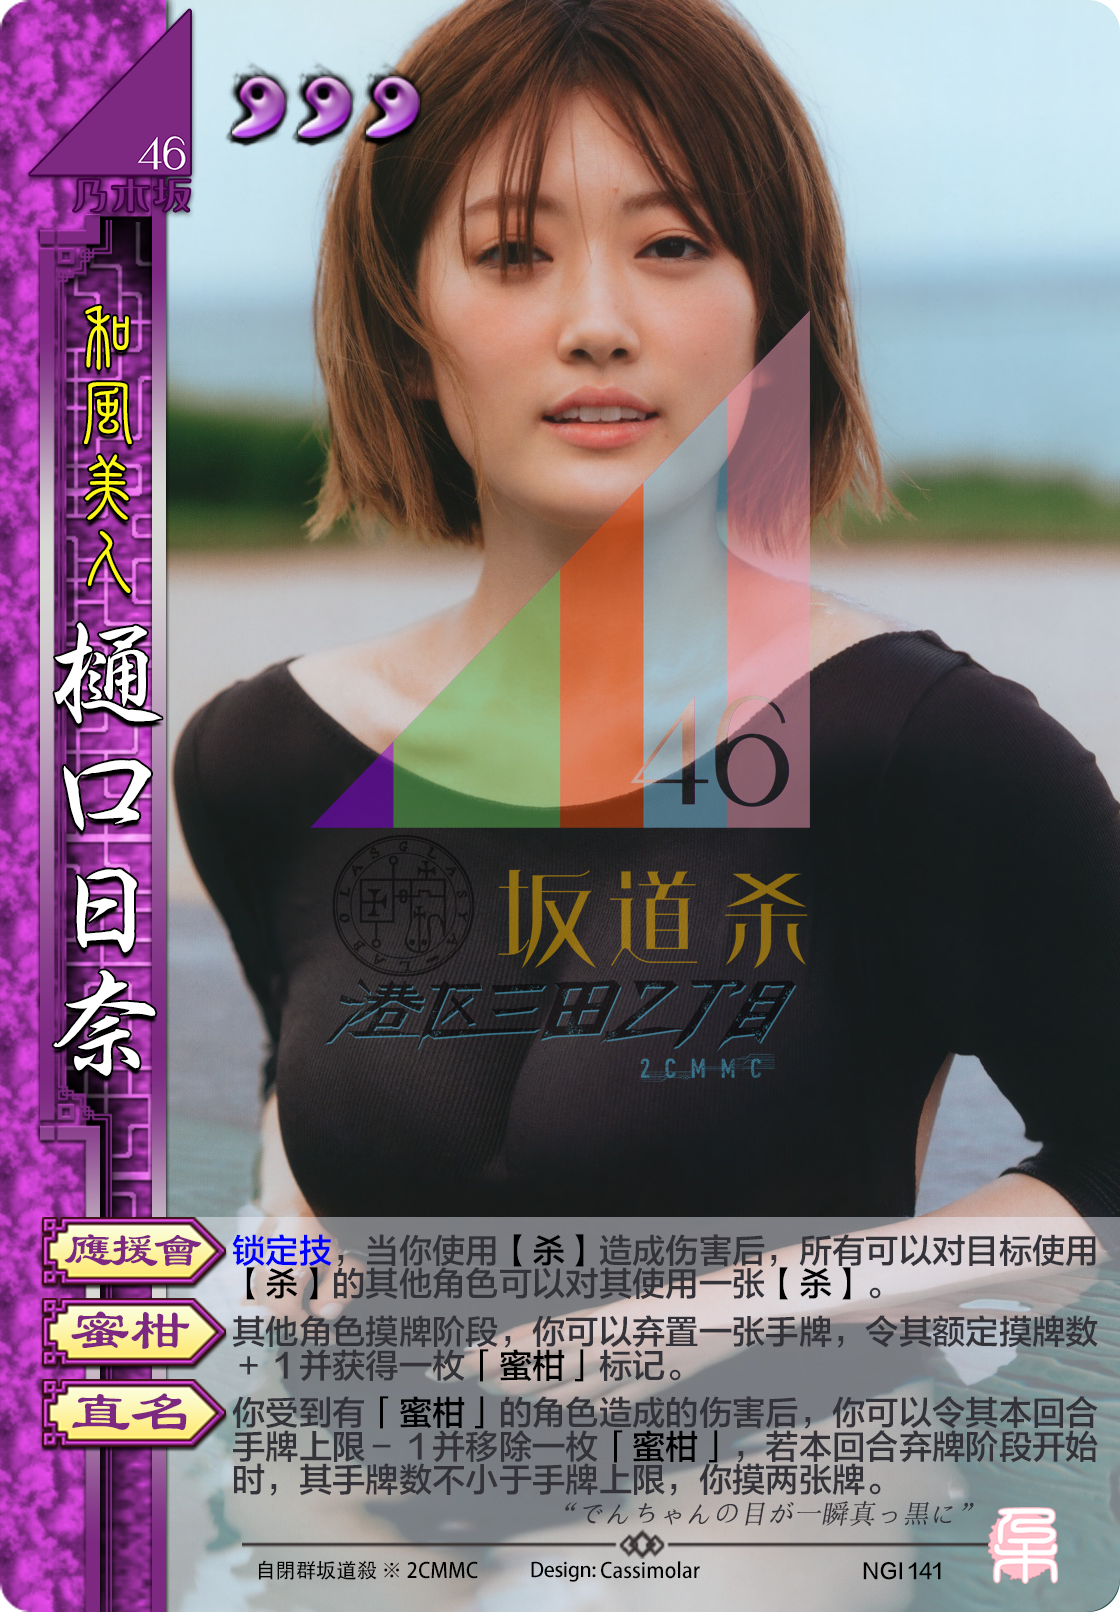 46
乃木坂
和風美人
樋口日奈
46
GLASYALABOLAS
坂道杀
港区三田2丁目
2CMMC
應援會
锁定技，当你使用【杀】造成伤害后，所有可以对目标使用
【杀】的其他角色可以对其使用一张【杀】。
蜜柑
其他角色摸牌阶段，你可以弃置一张手牌，令其额定摸牌数
＋１并获得一枚「蜜柑」标记。
真名
你受到有「蜜柑」的角色造成的伤害后，你可以令其本回合
手牌上限－１并移除一枚「蜜柑」，若本回合弃牌阶段开始
时，其手牌数不小于手牌上限，你摸两张牌。
“でんちゃんの目が一瞬真っ黒に”
自閉群坂道殺 ※ 2CMMC Design: Cassimolar NGI 141